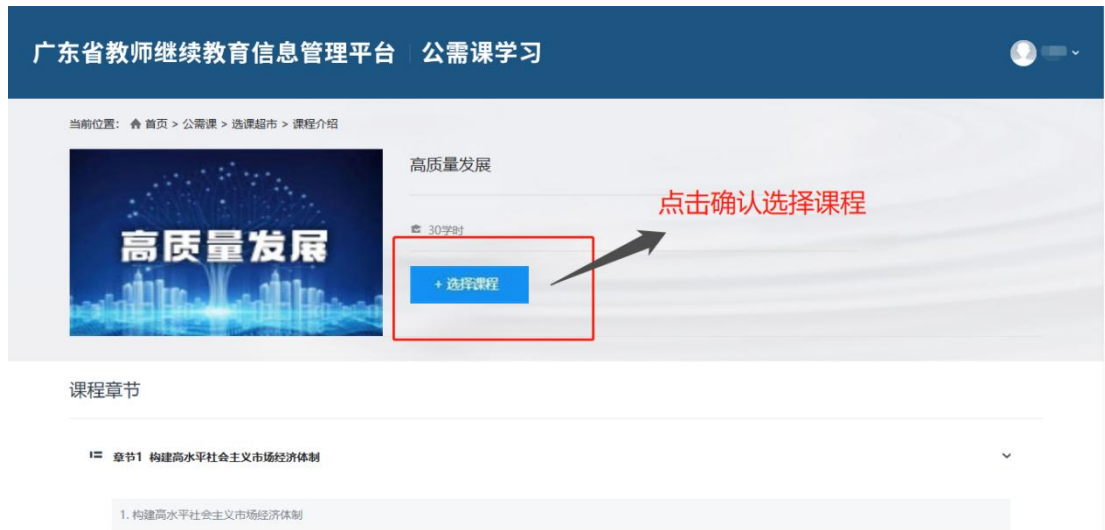 广东省教师继续教育信息管理平台 公需课学习
当前位置： 首页 > 公需课 > 选课超市 > 课程介绍
高质量发展
高质量发展
点击确认选择课程
30学时
+ 选择课程
课程章节
章节1 构建高水平社会主义市场经济体制
1. 构建高水平社会主义市场经济体制